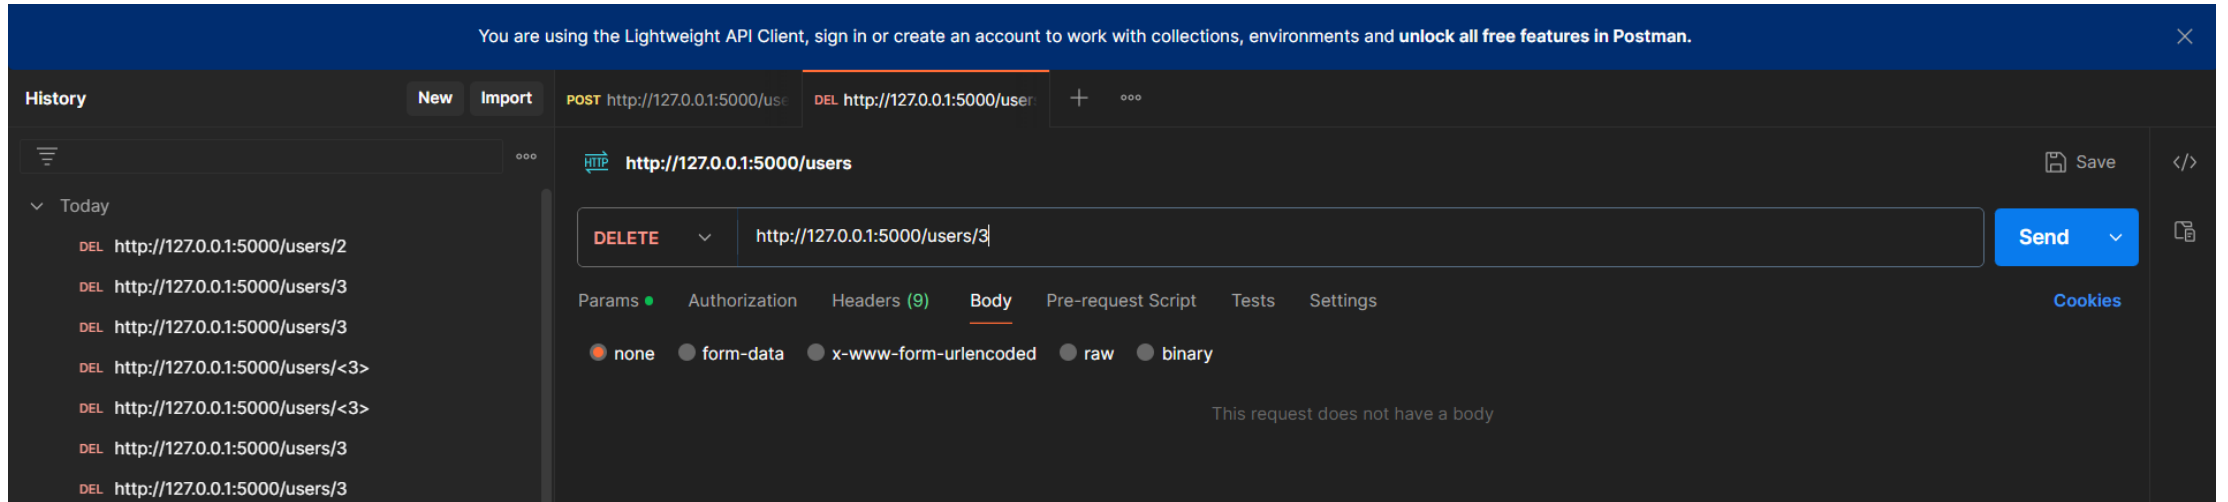 You are using the Lightweight API Client, sign in or create an account to work with collections, environments and unlock all free features in Postman.
History
New
Import
POST http://127.0.0.1:5000/use
DEL http://127.0.0.1:5000/user
HTTP http://127.0.0.1:5000/users
Save
Today
DELETE
http://127.0.0.1:5000/users/3
Send
DEL http://127.0.0.1:5000/users/2
DEL http://127.0.0.1:5000/users/3
DEL http://127.0.0.1:5000/users/3
DEL http://127.0.0.1:5000/users/<3>
DEL http://127.0.0.1:5000/users/<3>
DEL http://127.0.0.1:5000/users/3
DEL http://127.0.0.1:5000/users/3
Params
Authorization
Headers (9)
Body
Pre-request Script
Tests
Settings
Cookies
none
form-data
x-www-form-urlencoded
raw
binary
This request does not have a body